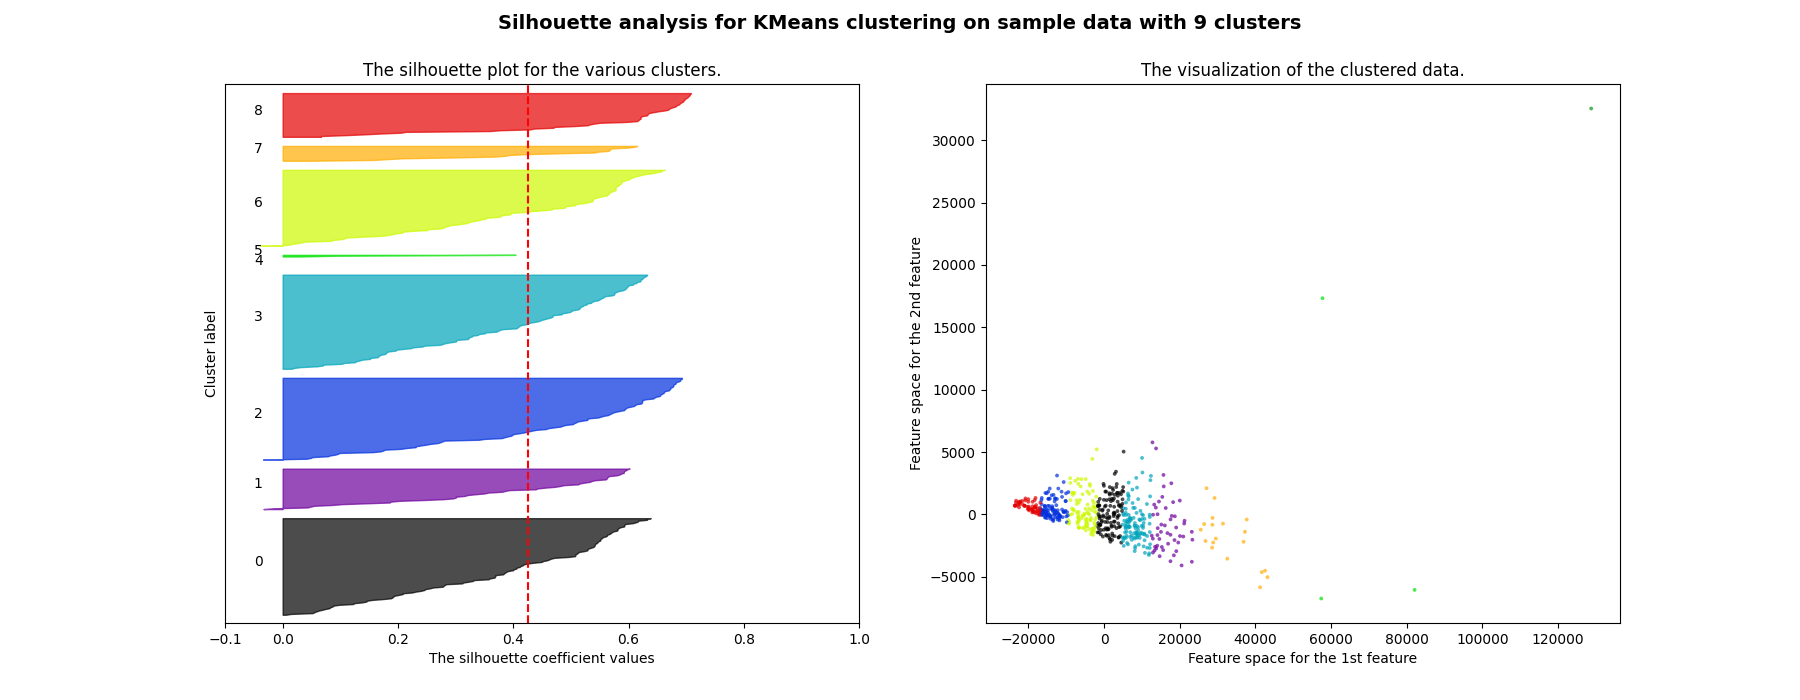 Silhouette analysis for KMeans clustering on sample data with 9 clusters
The silhouette plot for the various clusters.
8
7
6
5
4
3
2
1
0
Cluster label
−0.1 0.0 0.2 0.4 0.6 0.8 1.0
The silhouette coefficient values
The visualization of the clustered data.
30000
25000
20000
15000
10000
5000
0
−5000
Feature space for the 2nd feature
−20000 0 20000 40000 60000 80000 100000 120000
Feature space for the 1st feature